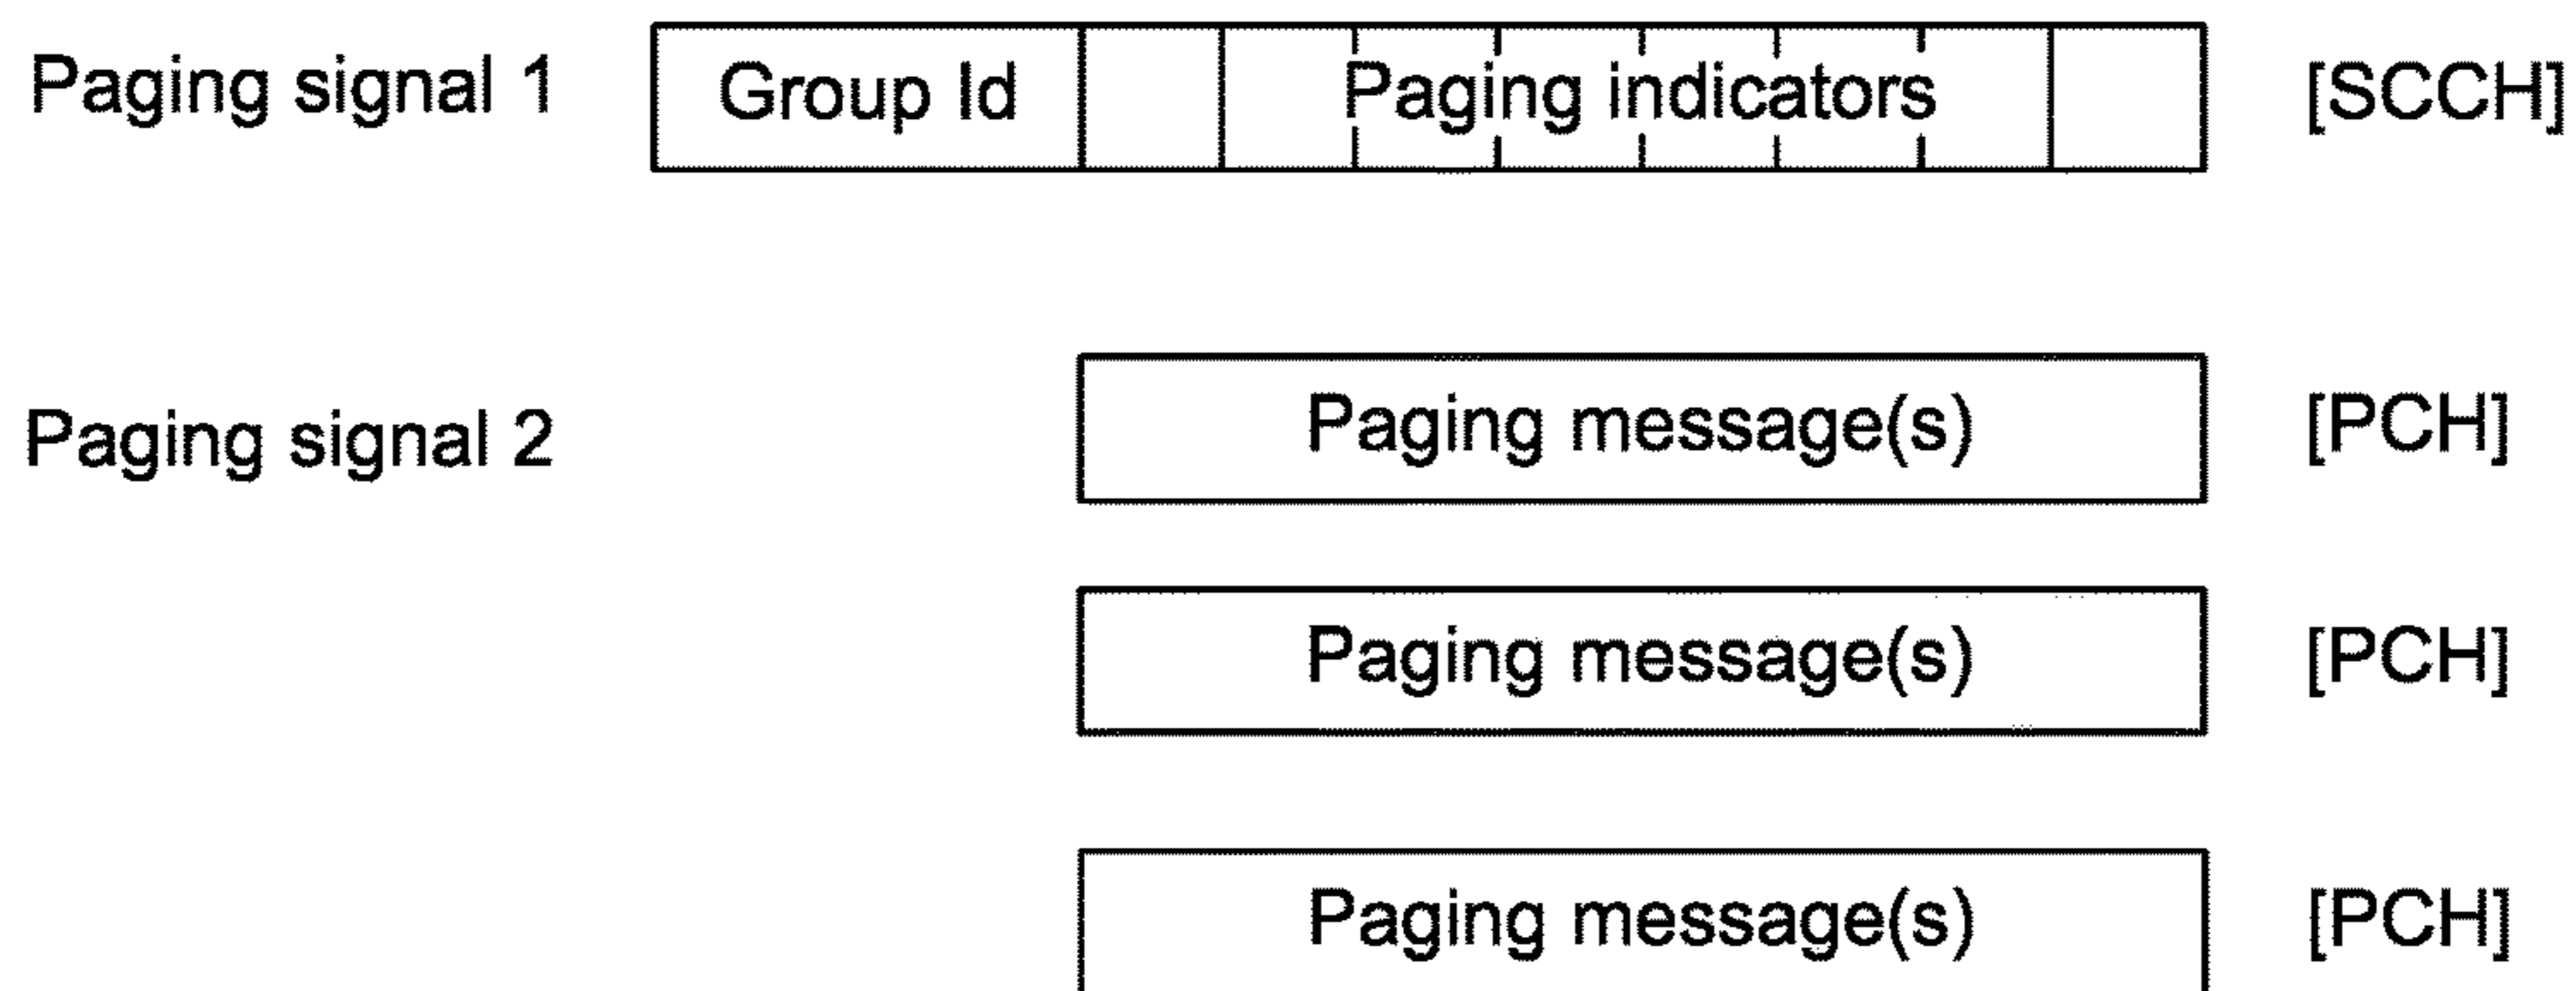 Paging signal 1 Group Id Paging indicators [SCCH]
Paging signal 2 Paging message(s) [PCH]
Paging message(s) [PCH]
Paging message(s) [PCH]